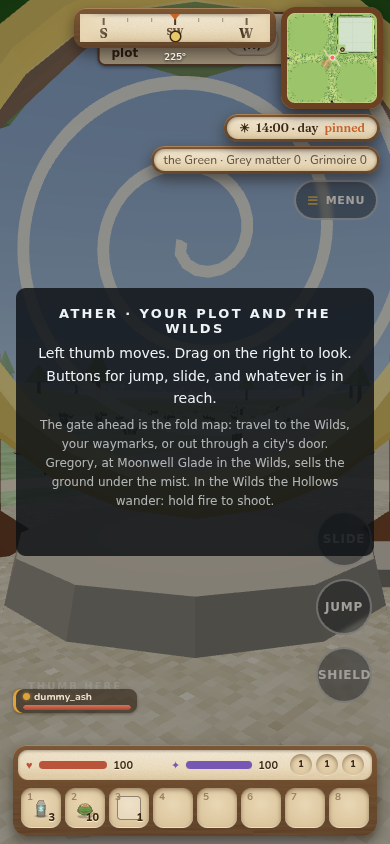 S SW W
plot
225°
☀ 14:00 · day pinned
the Green · Grey matter 0 · Grimoire 0
≡ MENU
ATHER · YOUR PLOT AND THE
WILDS
Left thumb moves. Drag on the right to look.
Buttons for jump, slide, and whatever is in
reach.
The gate ahead is the fold map: travel to the Wilds,
your waymarks, or out through a city's door.
Gregory, at Moonwell Glade in the Wilds, sells the
ground under the mist. In the Wilds the Hollows
wander: hold fire to shoot.
SLIDE
JUMP
SHIELD
THUMB HERE
dummy_ash
♥ 100 ✦ 100 1 1 1
1 2 3 4 5 6 7 8
3 10 1